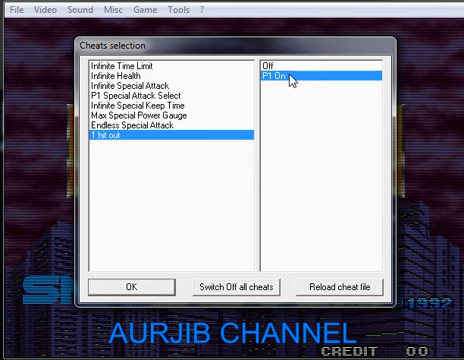 File Video Sound Misc Game Tools ?
Cheats selection
Infinite Time Limit
Infinite Health
Infinite Special Attack
P1 Special Attack Select
Infinite Special Keep Time
Max Special Power Gauge
Endless Special Attack
1 hit out
Off
P1 On
OK
Switch Off all cheats
Reload cheat file
1992
AURJIB CHANNEL
CREDIT 00